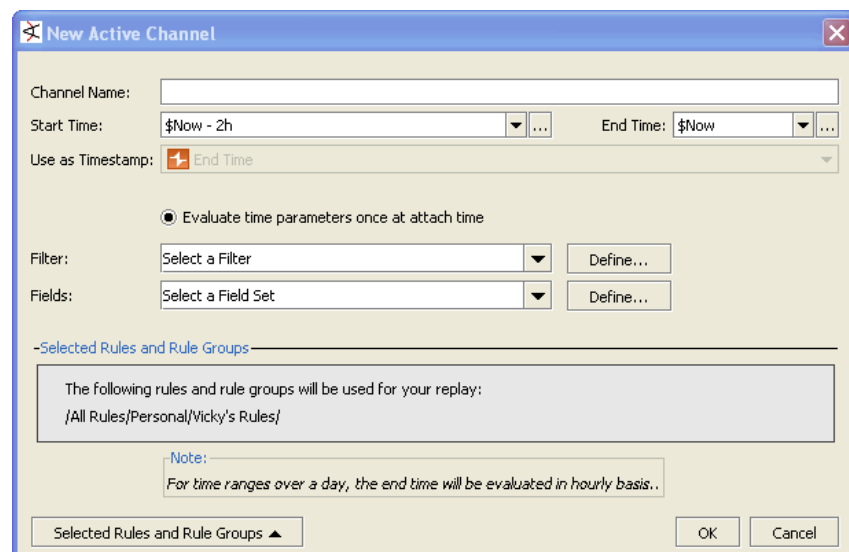 New Active Channel
Channel Name:
Start Time: $Now - 2h ... End Time: $Now ...
Use as Timestamp: End Time
Evaluate time parameters once at attach time
Filter: Select a Filter Define...
Fields: Select a Field Set Define...
Selected Rules and Rule Groups
The following rules and rule groups will be used for your replay:
/All Rules/Personal/Vicky's Rules/
Note:
For time ranges over a day, the end time will be evaluated in hourly basis..
Selected Rules and Rule Groups OK Cancel